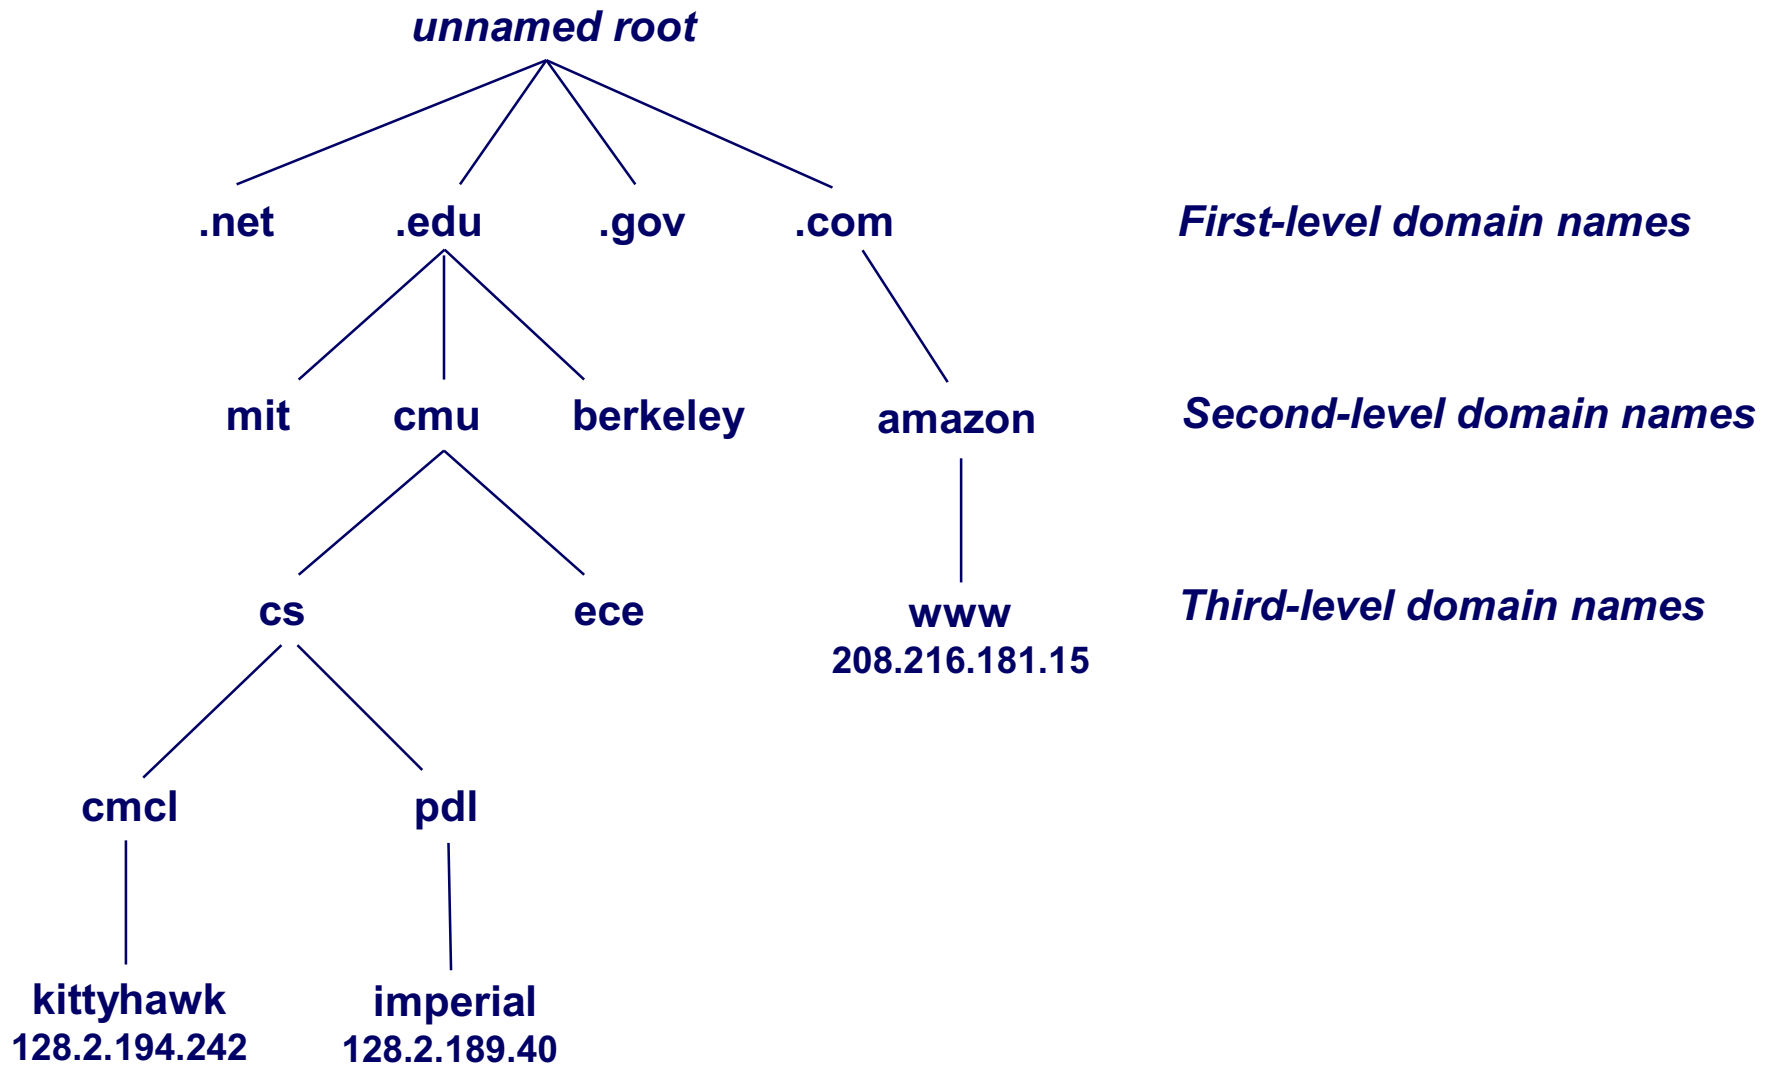 unnamed root
.net .edu .gov .com First-level domain names
mit cmu berkeley amazon Second-level domain names
cs ece www Third-level domain names
208.216.181.15
cmcl pdl
kittyhawk imperial
128.2.194.242 128.2.189.40